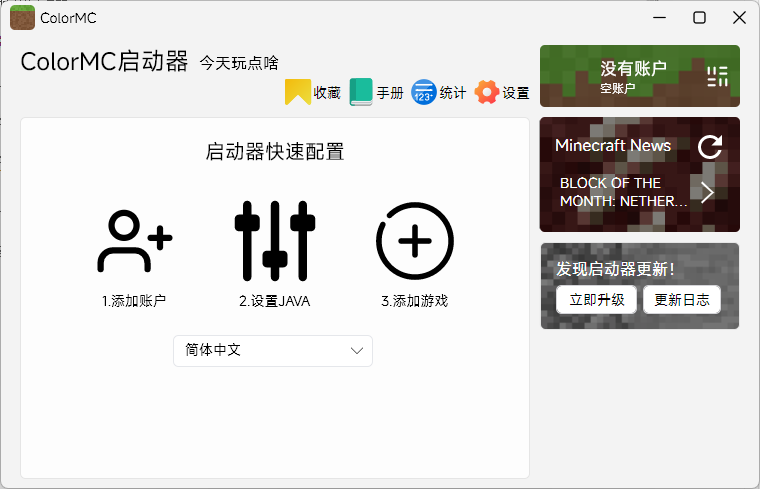 ColorMC
ColorMC启动器 今天玩点啥
收藏 手册 统计 设置
启动器快速配置
1.添加账户 2.设置JAVA 3.添加游戏
简体中文
没有账户
空账户
Minecraft News
BLOCK OF THE
MONTH: NETHER...
发现启动器更新！
立即升级 更新日志
123+